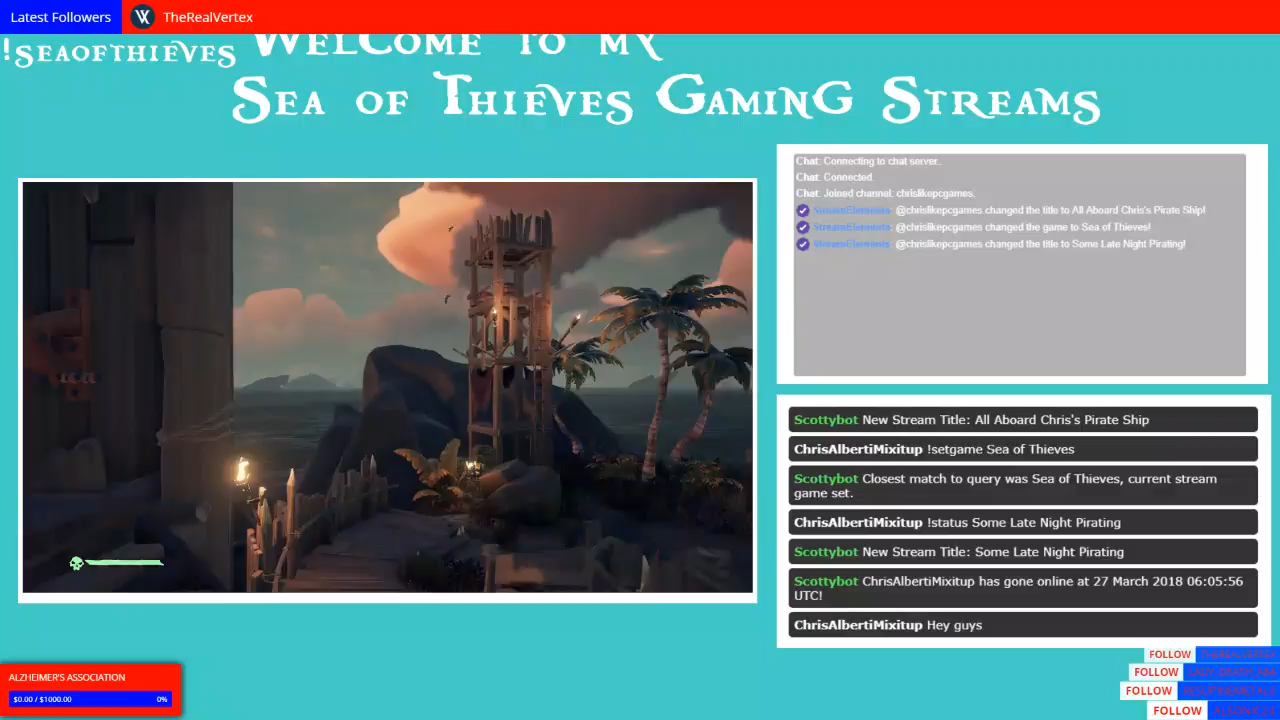 Latest Followers
TheRealVertex
!SEAOFTHIEVES
WELCOME TO MY
SEA OF THIEVES GAMING STREAMS
Chat: Connecting to chat server..
Chat: Connected.
Chat: Joined channel: chrislikepcgames.
StreamElements @chrislikepcgames changed the title to All Aboard Chris's Pirate Ship!
StreamElements @chrislikepcgames changed the game to Sea of Thieves!
StreamElements @chrislikepcgames changed the title to Some Late Night Pirating!
Scottybot New Stream Title: All Aboard Chris's Pirate Ship
ChrisAlbertiMixitup !setgame Sea of Thieves
Scottybot Closest match to query was Sea of Thieves, current stream
game set.
ChrisAlbertiMixitup !status Some Late Night Pirating
Scottybot New Stream Title: Some Late Night Pirating
Scottybot ChrisAlbertiMixitup has gone online at 27 March 2018 06:05:56
UTC!
ChrisAlbertiMixitup Hey guys
ALZHEIMER'S ASSOCIATION
$0.00 / $1000.00 0%
FOLLOW THEREALVERTEX
FOLLOW
FOLLOW
FOLLOW